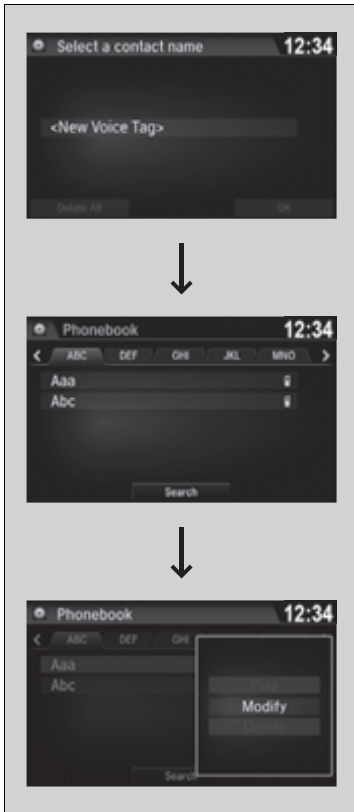 Select a contact name 12:34
<New Voice Tag>
Delete All OK
Phonebook 12:34
ABC DEF GHI JKL MNO
Aaa
Abc
Search
Phonebook 12:34
ABC DEF GHI
Aaa
Abc
Play
Modify
Delete
Search